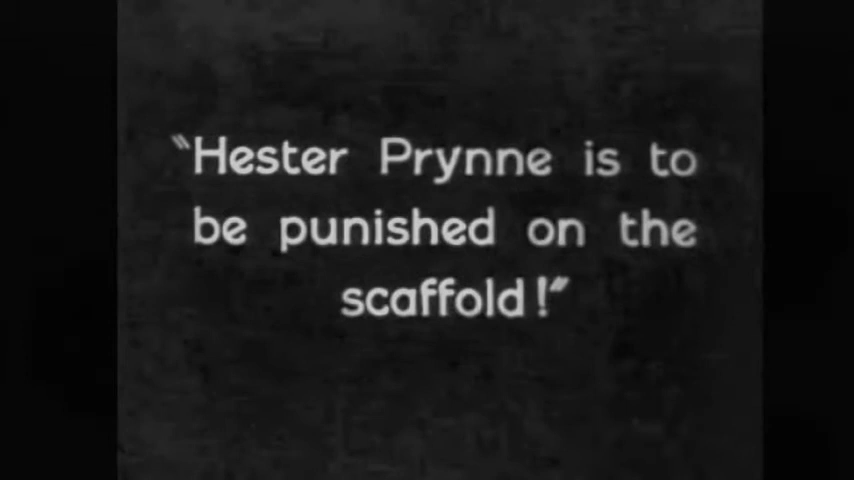 "Hester Prynne is to
be punished on the
scaffold!"